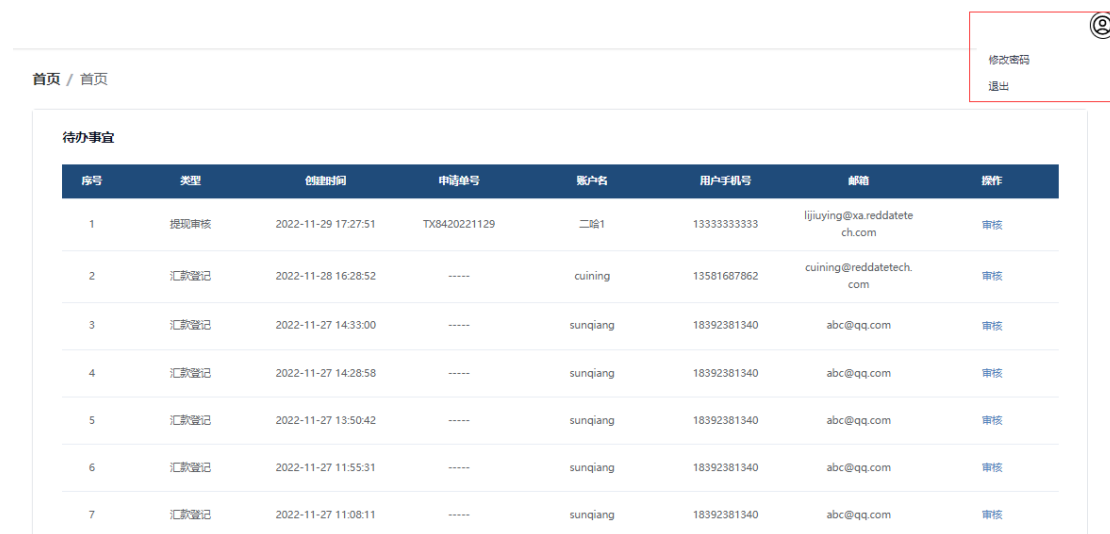 修改密码
退出
首页 / 首页
待办事宜
序号 类型 创建时间 申请单号 账户名 用户手机号 邮箱 操作
1 提现审核 2022-11-29 17:27:51 TX8420221129 二哈1 13333333333 lijiuying@xa.reddatete
ch.com 审核
2 汇款登记 2022-11-28 16:28:52 ----- cuining 13581687862 cuining@reddatetech.
com 审核
3 汇款登记 2022-11-27 14:33:00 ----- sunqiang 18392381340 abc@qq.com 审核
4 汇款登记 2022-11-27 14:28:58 ----- sunqiang 18392381340 abc@qq.com 审核
5 汇款登记 2022-11-27 13:50:42 ----- sunqiang 18392381340 abc@qq.com 审核
6 汇款登记 2022-11-27 11:55:31 ----- sunqiang 18392381340 abc@qq.com 审核
7 汇款登记 2022-11-27 11:08:11 ----- sunqiang 18392381340 abc@qq.com 审核